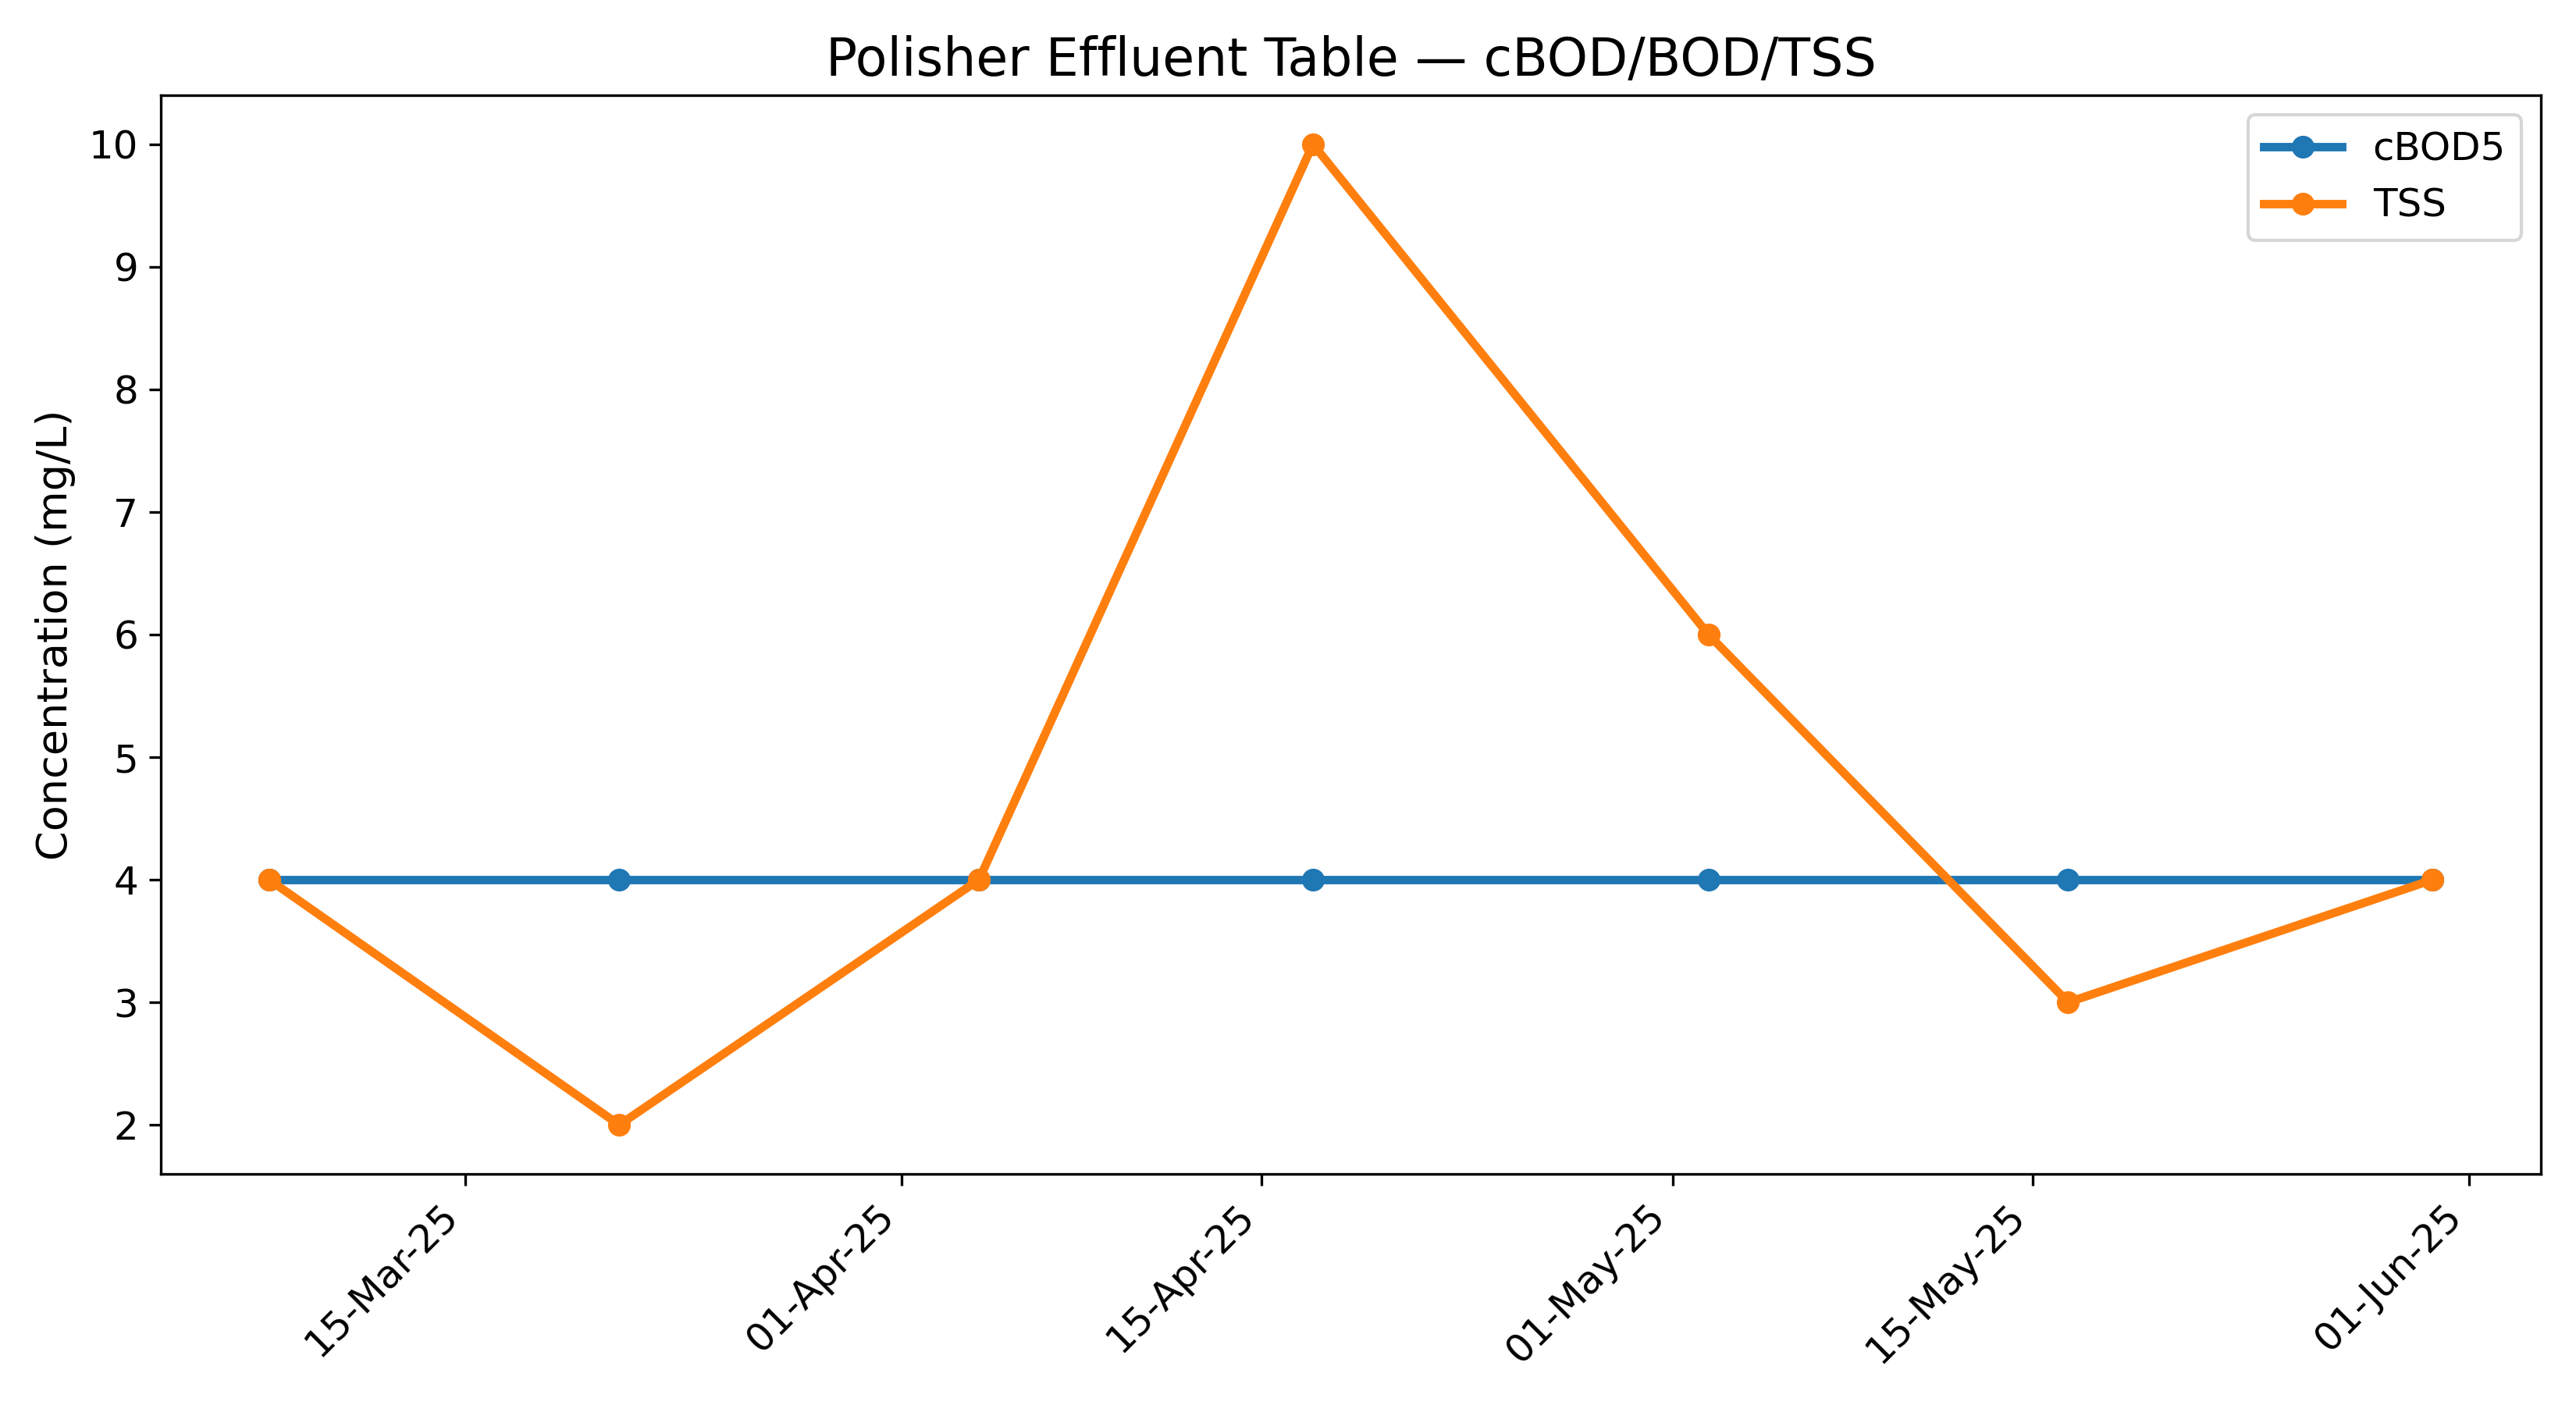 Polisher Effluent Table — cBOD/BOD/TSS
cBOD5
TSS
Concentration (mg/L)
10
9
8
7
6
5
4
3
2
15-Mar-25
01-Apr-25
15-Apr-25
01-May-25
15-May-25
01-Jun-25